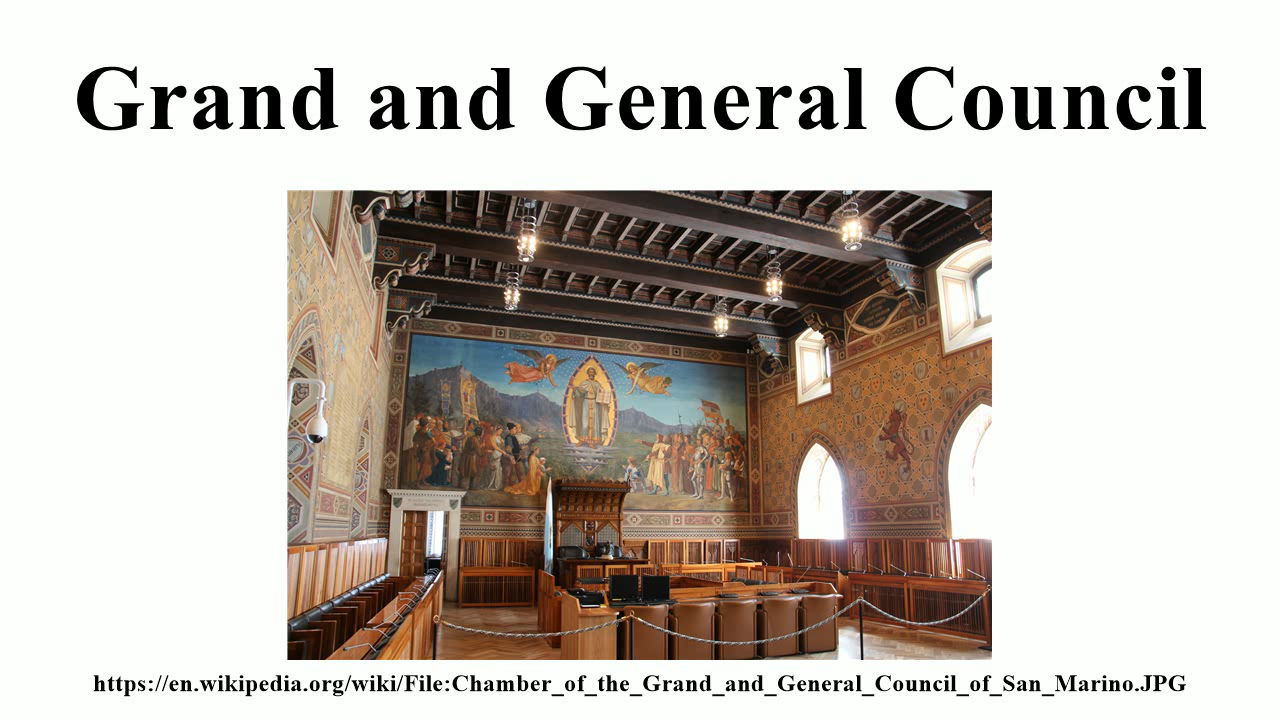 Grand and General Council
https://en.wikipedia.org/wiki/File:Chamber_of_the_Grand_and_General_Council_of_San_Marino.JPG